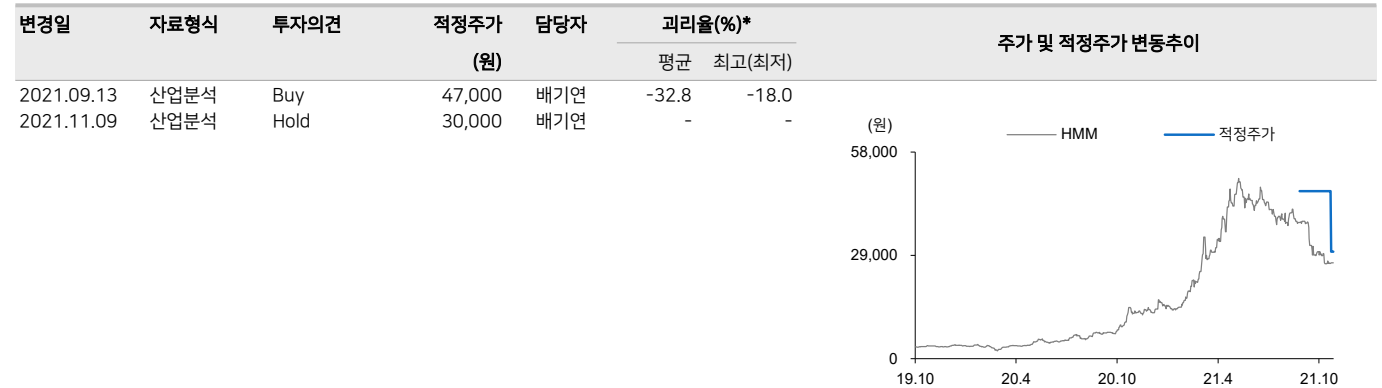 변경일 자료형식 투자의견 적정주가 담당자 괴리율(%)* 주가 및 적정주가 변동추이
(원) 평균 최고(최저)
2021.09.13 산업분석 Buy 47,000 배기연 -32.8 -18.0
2021.11.09 산업분석 Hold 30,000 배기연 - -
(원) HMM 적정주가
58,000
29,000
0
19.10 20.4 20.10 21.4 21.10